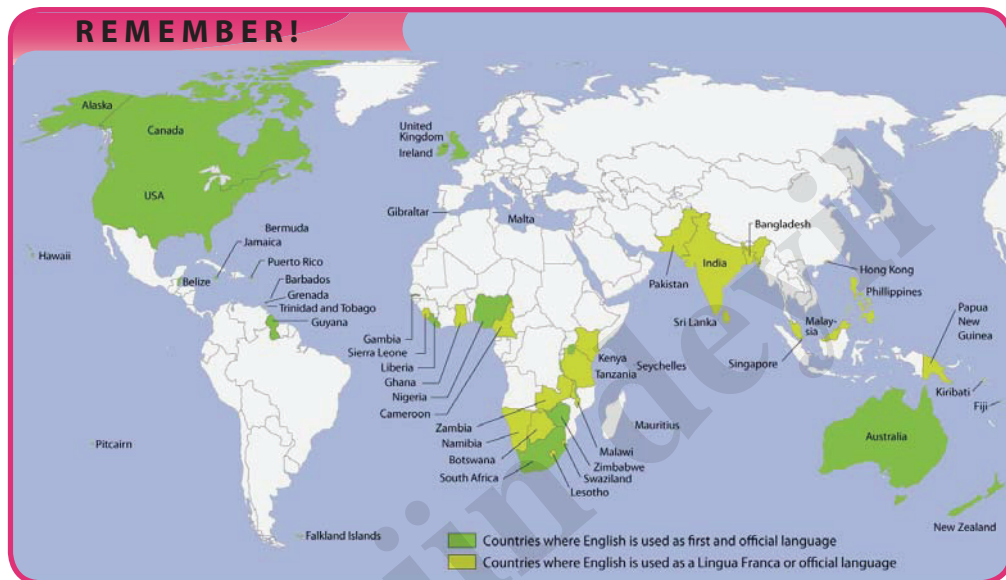 REMEMBER!
Alaska
Canada
USA
Hawaii
Bermuda
Jamaica
Puerto Rico
Belize
Barbados
Grenada
Trinidad and Tobago
Guyana
Pitcairn
Falkland Islands
United
Kingdom
Ireland
Gibraltar
Malta
Gambia
Sierra Leone
Liberia
Ghana
Nigeria
Cameroon
Zambia
Namibia
Botswana
South Africa
Kenya
Tanzania
Seychelles
Mauritius
Malawi
Zimbabwe
Swaziland
Lesotho
Pakistan
India
Bangladesh
Sri Lanka
Hong Kong
Phillippines
Malay-
sia
Singapore
Papua
New
Guinea
Kiribati
Fiji
Australia
New Zealand
Countries where English is used as first and official language
Countries where English is used as a Lingua Franca or official language